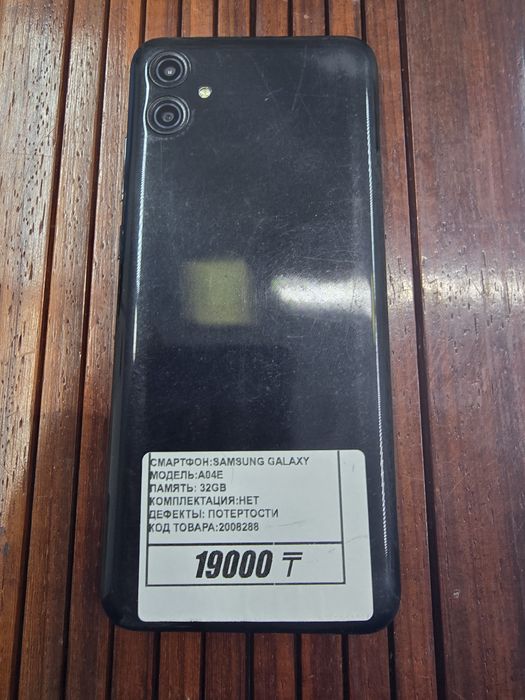 СМАРТФОН:SAMSUNG GALAXY
МОДЕЛЬ:A04E
ПАМЯТЬ: 32GB
КОМПЛЕКТАЦИЯ:НЕТ
ДЕФЕКТЫ: ПОТЕРТОСТИ
КОД ТОВАРА:2008288
19000 ₸